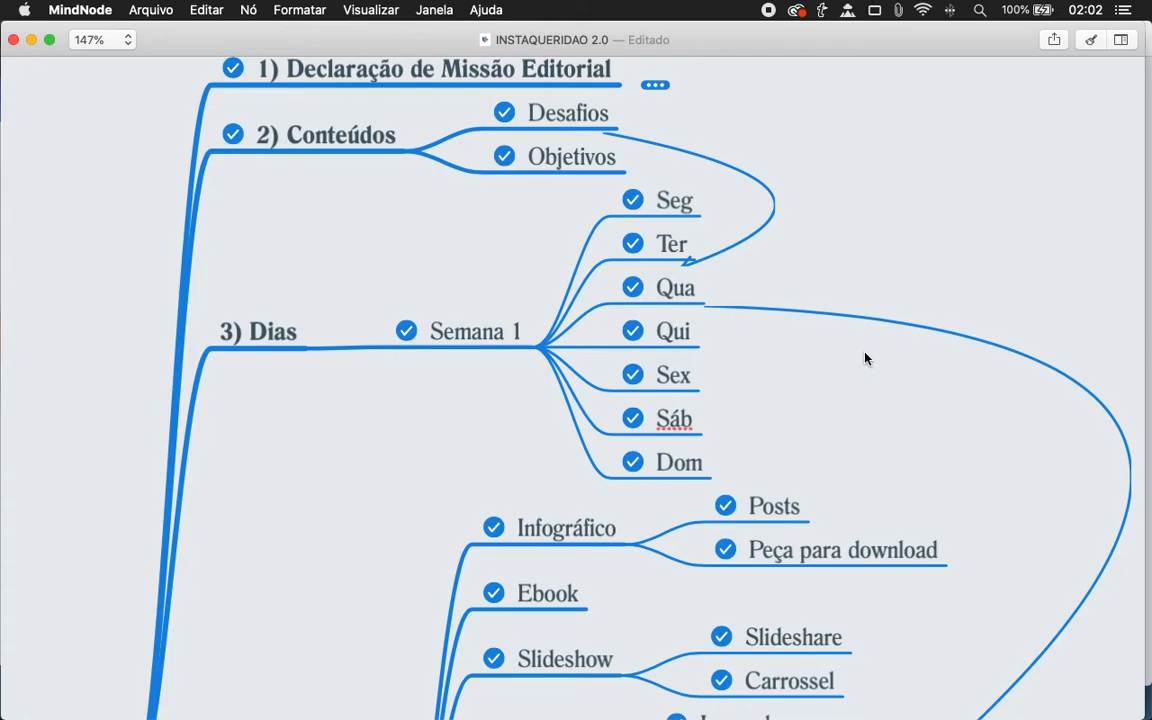 MindNode Arquivo Editar Nó Formatar Visualizar Janela Ajuda 100% 02:02
147% INSTAQUERIDAO 2.0 — Editado
1) Declaração de Missão Editorial
Desafios
2) Conteúdos
Objetivos
Seg
Ter
Qua
3) Dias Semana 1 Qui
Sex
Sáb
Dom
Posts
Infográfico
Peça para download
Ebook
Slideshare
Slideshow
Carrossel